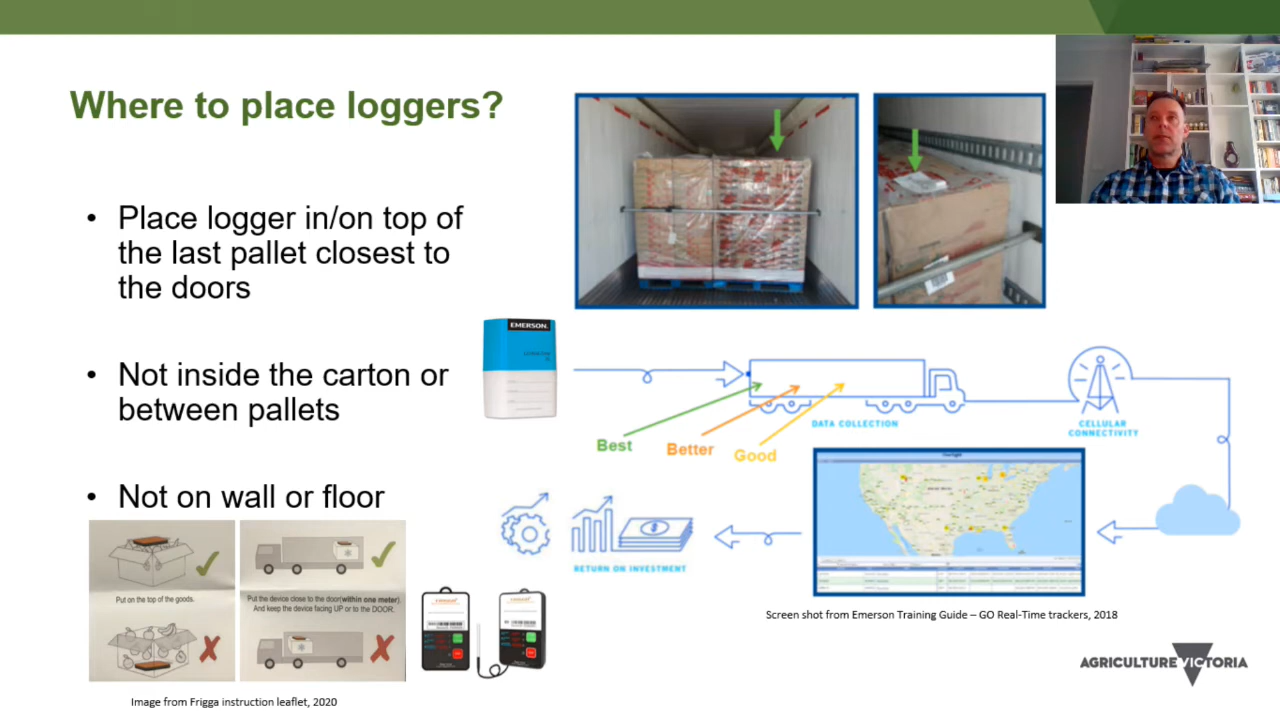 Where to place loggers?
• Place logger in/on top of
the last pallet closest to
the doors
• Not inside the carton or
between pallets
• Not on wall or floor
EMERSON.
Best
Better
Good
DATA COLLECTION
CELLULAR
CONNECTIVITY
RETURN ON INVESTMENT
Put on the top of the goods.
Put the device close to the door(within one meter).
And keep the device facing UP or to the DOOR.
Screen shot from Emerson Training Guide – GO Real-Time trackers, 2018
Image from Frigga instruction leaflet, 2020
AGRICULTURE VICTORIA